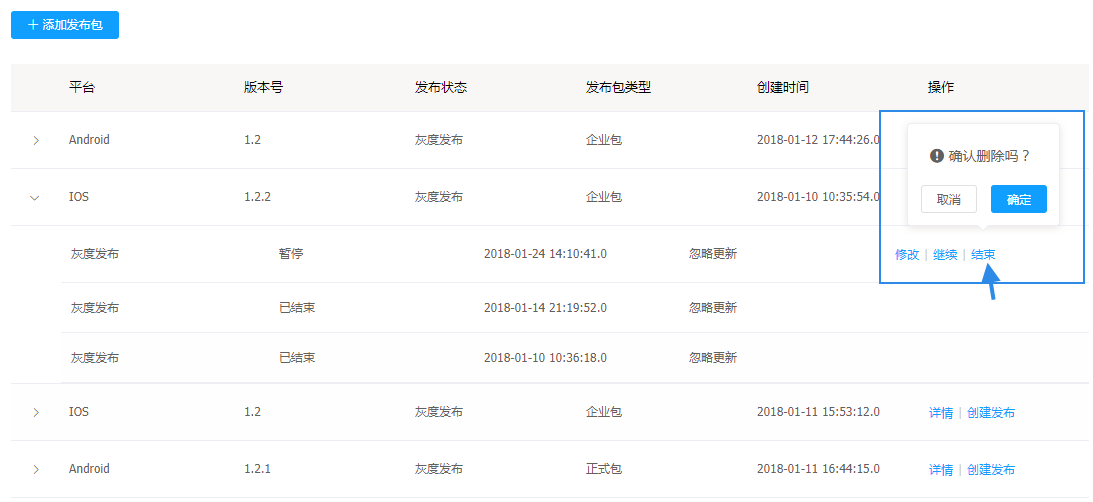 ＋ 添加发布包
平台 版本号 发布状态 发布包类型 创建时间 操作
Android 1.2 灰度发布 企业包 2018-01-12 17:44:26.0
确认删除吗？
取消 确定
IOS 1.2.2 灰度发布 企业包 2018-01-10 10:35:54.0
灰度发布 暂停 2018-01-24 14:10:41.0 忽略更新 修改 | 继续 | 结束
灰度发布 已结束 2018-01-14 21:19:52.0 忽略更新
灰度发布 已结束 2018-01-10 10:36:18.0 忽略更新
IOS 1.2 灰度发布 企业包 2018-01-11 15:53:12.0 详情 | 创建发布
Android 1.2.1 灰度发布 正式包 2018-01-11 16:44:15.0 详情 | 创建发布